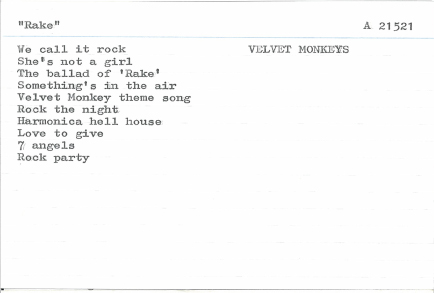 "Rake" A 21521
We call it rock VELVET MONKEYS
She's not a girl
The ballad of 'Rake'
Something's in the air
Velvet Monkey theme song
Rock the night
Harmonica hell house
Love to give
7 angels
Rock party